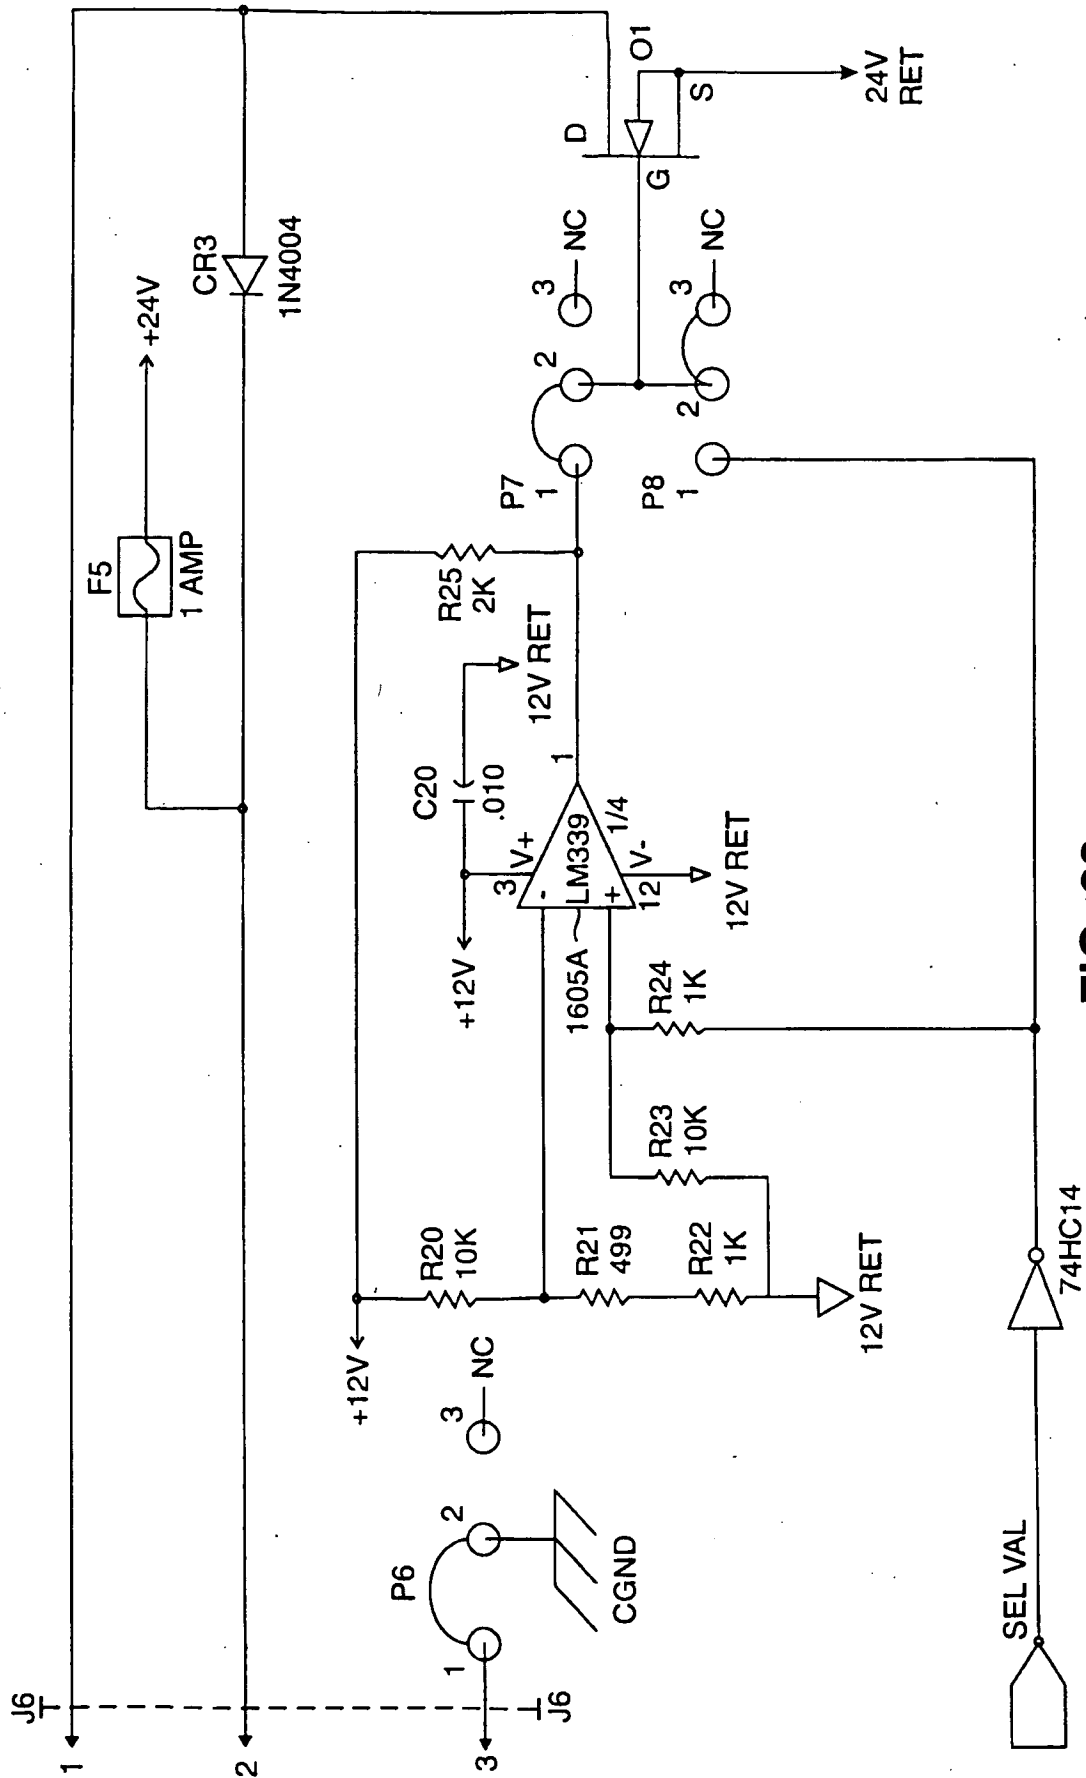 J6
1
2
3
J6
F5
1 AMP
+24V
CR3
1N4004
P6
1
2
3
NC
CGND
+12V
R20
10K
R21
499
R22
1K
12V RET
R23
10K
R24
1K
+12V
C20
.010
12V RET
3
V+
-
LM339
+
1/4
1
12
V-
12V RET
1605A
R25
2K
P7
1
2
3
NC
P8
1
2
3
NC
D
G
S
O1
24V
RET
SEL VAL
74HC14